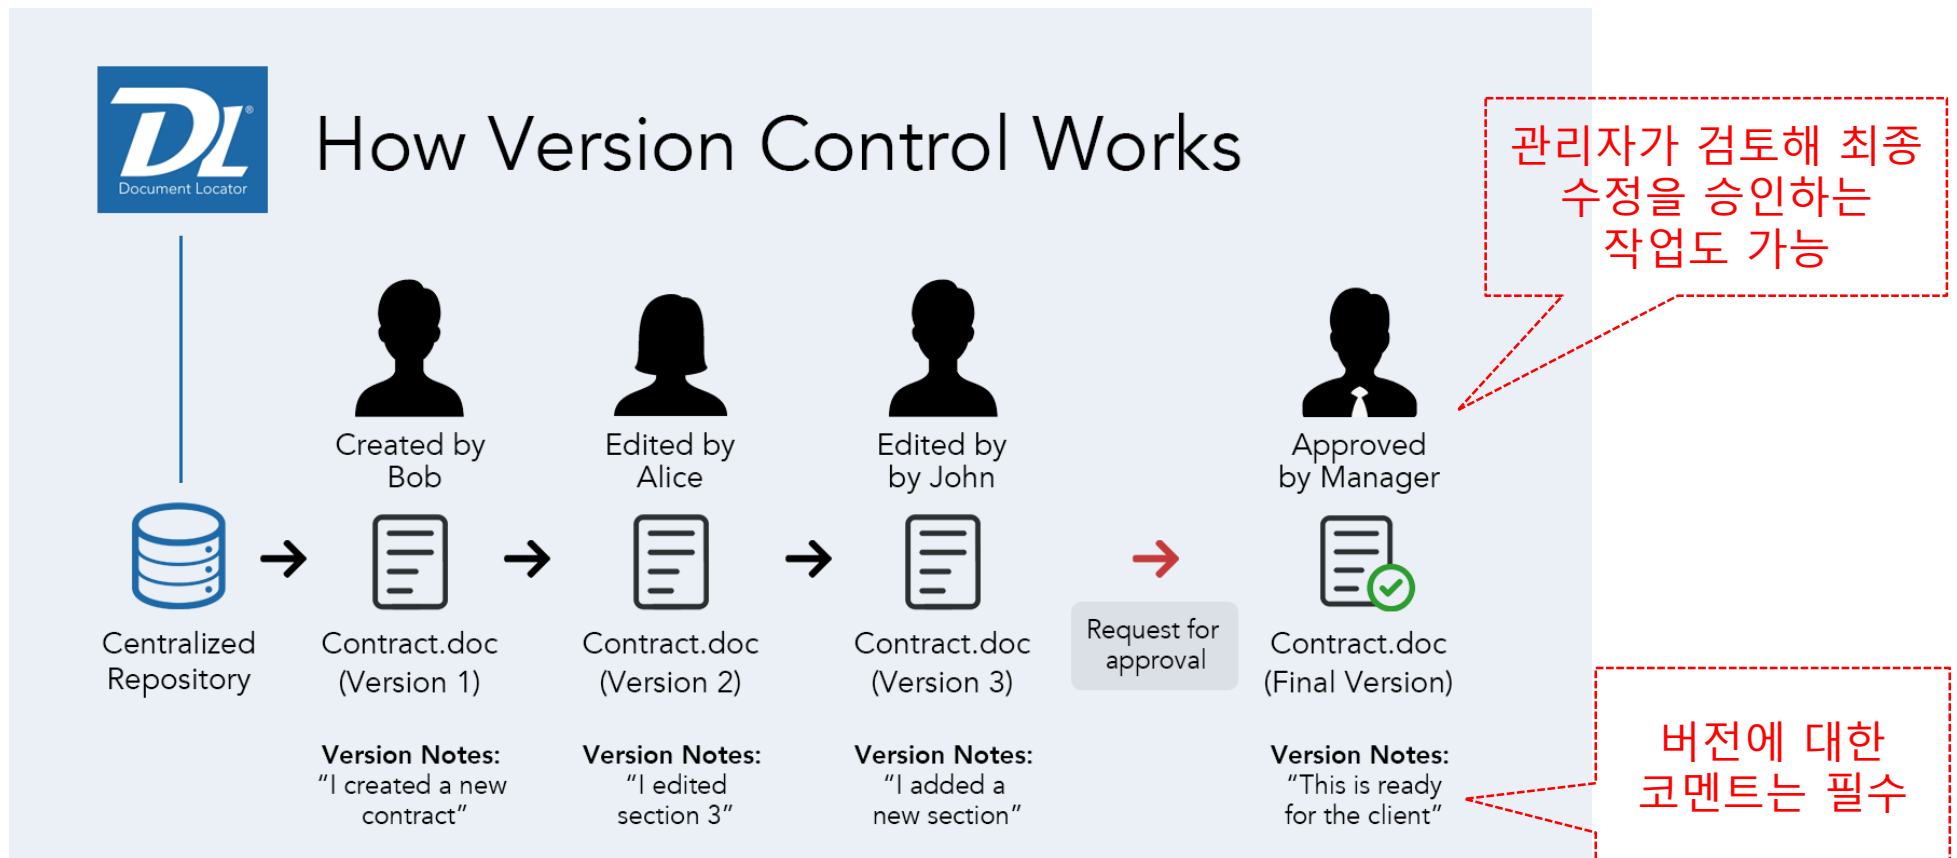 DL®
Document Locator
How Version Control Works
관리자가 검토해 최종
수정을 승인하는
작업도 가능
Created by
Bob
Edited by
Alice
Edited by
by John
Approved
by Manager
Centralized
Repository
Contract.doc
(Version 1)
Contract.doc
(Version 2)
Contract.doc
(Version 3)
Request for
approval
Contract.doc
(Final Version)
Version Notes:
“I created a new
contract”
Version Notes:
“I edited
section 3”
Version Notes:
“I added a
new section”
Version Notes:
“This is ready
for the client”
버전에 대한
코멘트는 필수